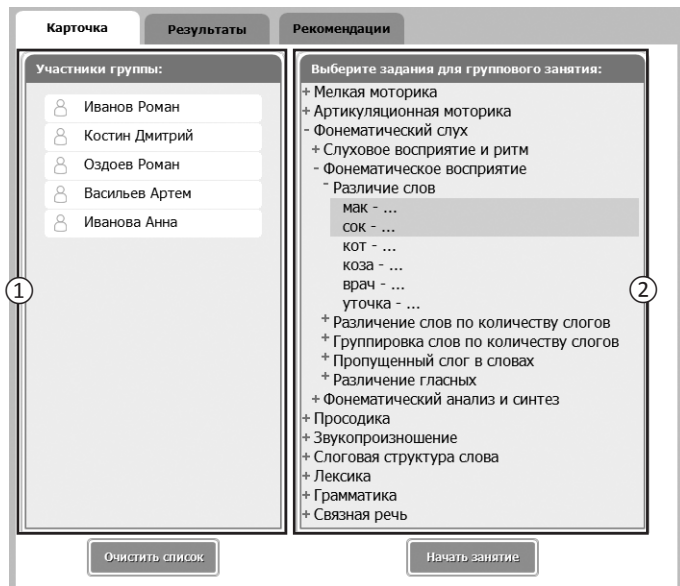 Карточка
Результаты
Рекомендации
Участники группы:
Иванов Роман
Костин Дмитрий
Оздоев Роман
Васильев Артем
Иванова Анна
1
Очистить список
Выберите задания для группового занятия:
+ Мелкая моторика
+ Артикуляционная моторика
- Фонематический слух
+ Слуховое восприятие и ритм
- Фонематическое восприятие
- Различие слов
мак - ...
сок - ...
кот - ...
коза - ...
врач - ...
уточка - ...
+ Различение слов по количеству слогов
+ Группировка слов по количеству слогов
+ Пропущенный слог в словах
+ Различение гласных
+ Фонематический анализ и синтез
+ Просодика
+ Звукопроизношение
+ Слоговая структура слова
+ Лексика
+ Грамматика
+ Связная речь
2
Начать занятие